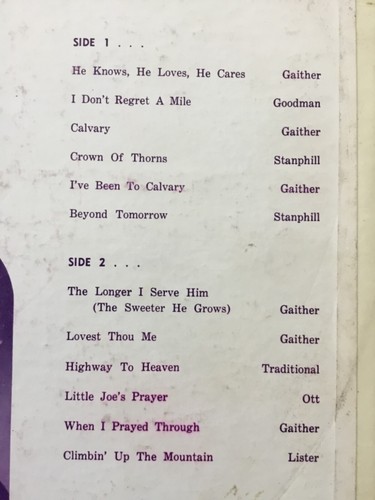 SIDE 1 . . .
He Knows, He Loves, He Cares Gaither
I Don't Regret A Mile Goodman
Calvary Gaither
Crown Of Thorns Stanphill
I've Been To Calvary Gaither
Beyond Tomorrow Stanphill
SIDE 2 . . .
The Longer I Serve Him
(The Sweeter He Grows) Gaither
Lovest Thou Me Gaither
Highway To Heaven Traditional
Little Joe's Prayer Ott
When I Prayed Through Gaither
Climbin' Up The Mountain Lister